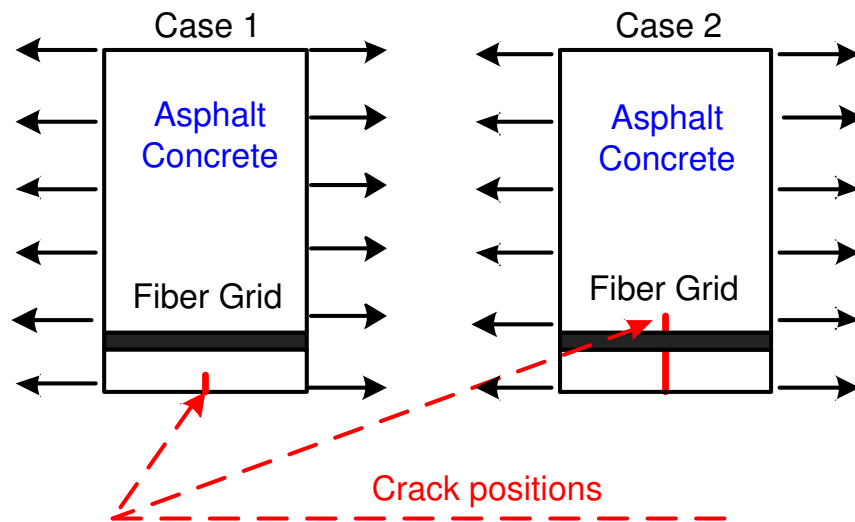 Case 1
Case 2
Asphalt
Concrete
Asphalt
Concrete
Fiber Grid
Fiber Grid
Crack positions